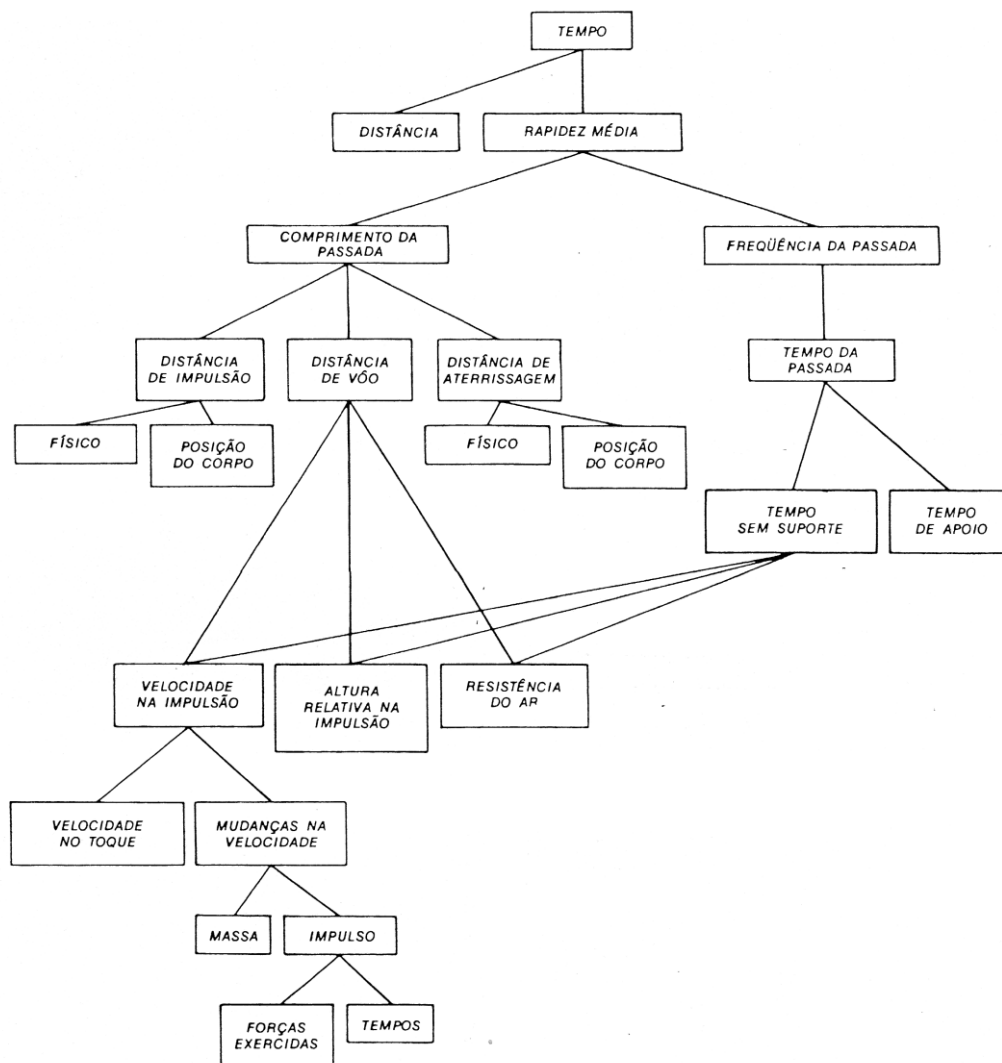 TEMPO
DISTÂNCIA
RAPIDEZ MÉDIA
COMPRIMENTO DA
PASSADA
FREQÜÊNCIA DA PASSADA
DISTÂNCIA
DE IMPULSÃO
DISTÂNCIA
DE VÔO
DISTÂNCIA DE
ATERRISSAGEM
TEMPO DA
PASSADA
FÍSICO
POSIÇÃO
DO CORPO
FÍSICO
POSIÇÃO
DO CORPO
TEMPO
SEM SUPORTE
TEMPO
DE APOIO
VELOCIDADE
NA IMPULSÃO
ALTURA
RELATIVA NA
IMPULSÃO
RESISTÊNCIA
DO AR
VELOCIDADE
NO TOQUE
MUDANÇAS NA
VELOCIDADE
MASSA
IMPULSO
FORÇAS
EXERCIDAS
TEMPOS